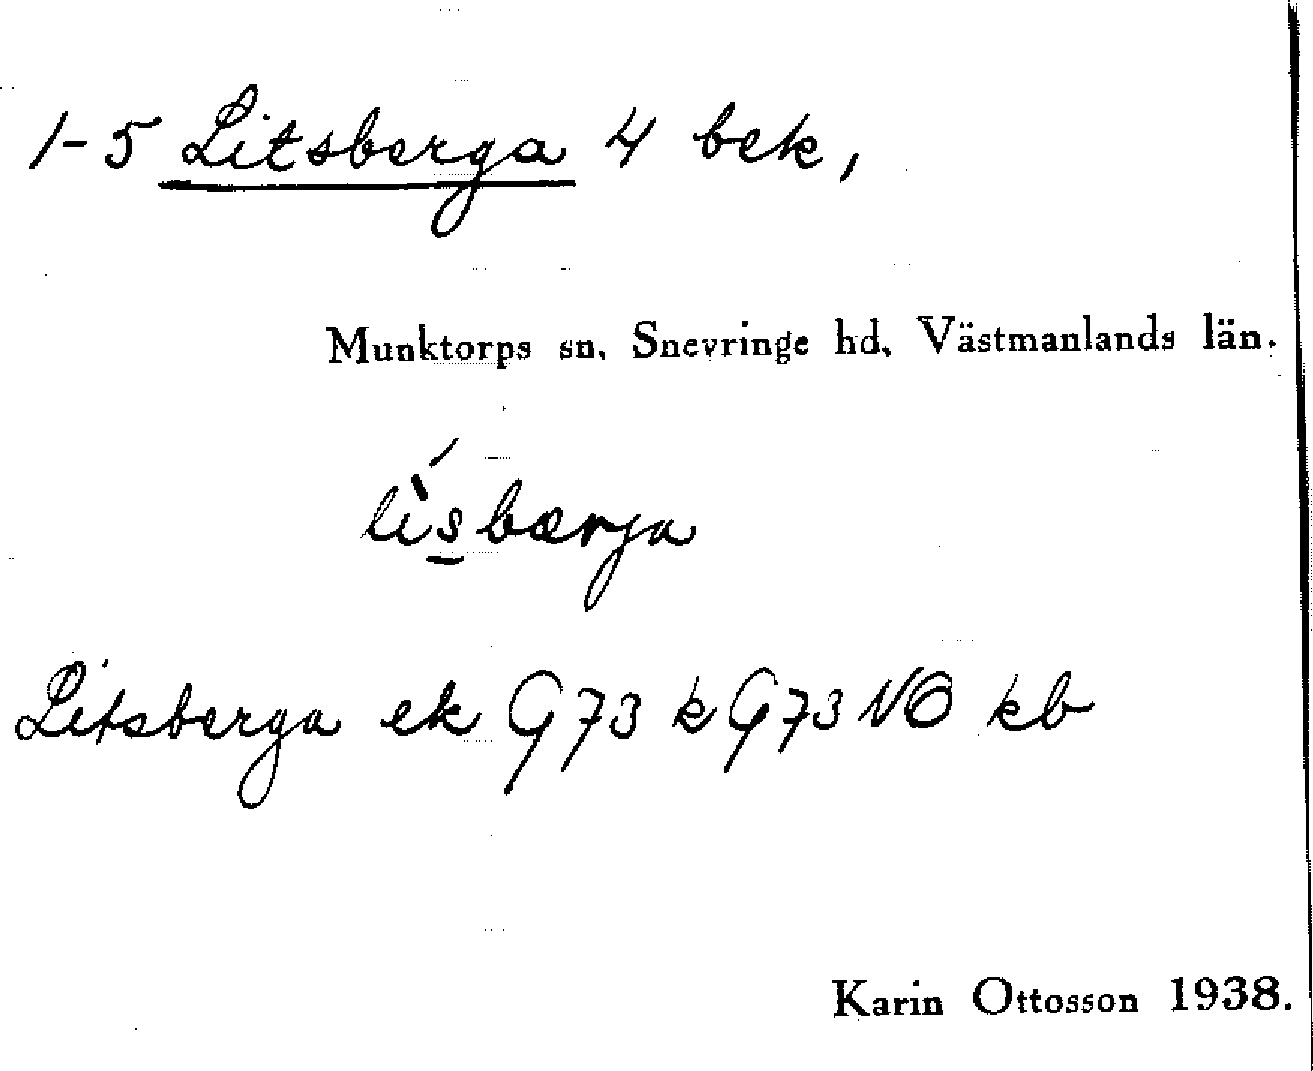 1-5 Litsberga 4 bek,
Munktorps sn. Snevringe hd. Västmanlands län.
lísbærja
Litsberga ek G73 k G73 NO kb
Karin Ottosson 1938.